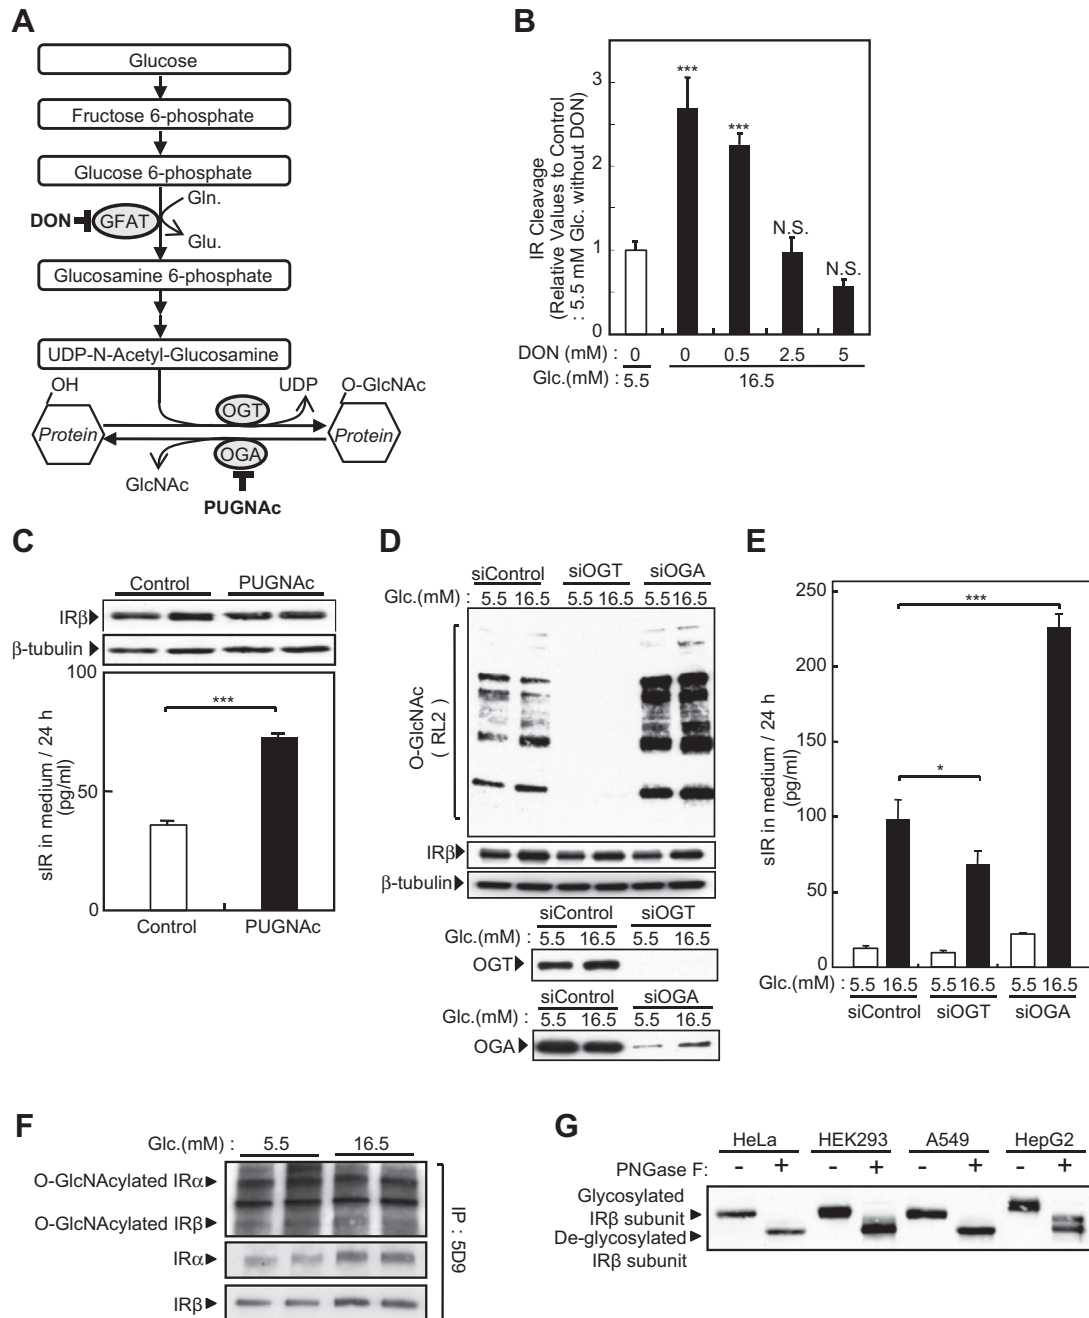 A
Glucose
Fructose 6-phosphate
Glucose 6-phosphate
Gln.
DON
GFAT
Glu.
Glucosamine 6-phosphate
UDP-N-Acetyl-Glucosamine
OH
UDP
O-GlcNAc
OGT
Protein
Protein
OGA
GlcNAc
PUGNAc
B
IR Cleavage
(Relative Values to Control
: 5.5 mM Glc. without DON)
3
2
1
0
***
***
N.S.
N.S.
DON (mM) : 0 0 0.5 2.5 5
Glc.(mM) : 5.5 16.5
C
Control PUGNAc
IRβ
β-tubulin
sIR in medium / 24 h
(pg/ml)
100
50
0
***
Control PUGNAc
D
siControl siOGT siOGA
Glc.(mM) : 5.5 16.5 5.5 16.5 5.5 16.5
O-GlcNAc
( RL2 )
IRβ
β-tubulin
siControl siOGT
Glc.(mM) : 5.5 16.5 5.5 16.5
OGT
siControl siOGA
Glc.(mM) : 5.5 16.5 5.5 16.5
OGA
E
sIR in medium / 24 h
(pg/ml)
250
200
150
100
50
0
***
*
Glc.(mM) : 5.5 16.5 5.5 16.5 5.5 16.5
siControl siOGT siOGA
F
Glc.(mM) : 5.5 16.5
O-GlcNAcylated IRα
O-GlcNAcylated IRβ
IRα
IRβ
IP : 5D9
G
HeLa HEK293 A549 HepG2
PNGase F: - + - + - + - +
Glycosylated
IRβ subunit
De-glycosylated
IRβ subunit